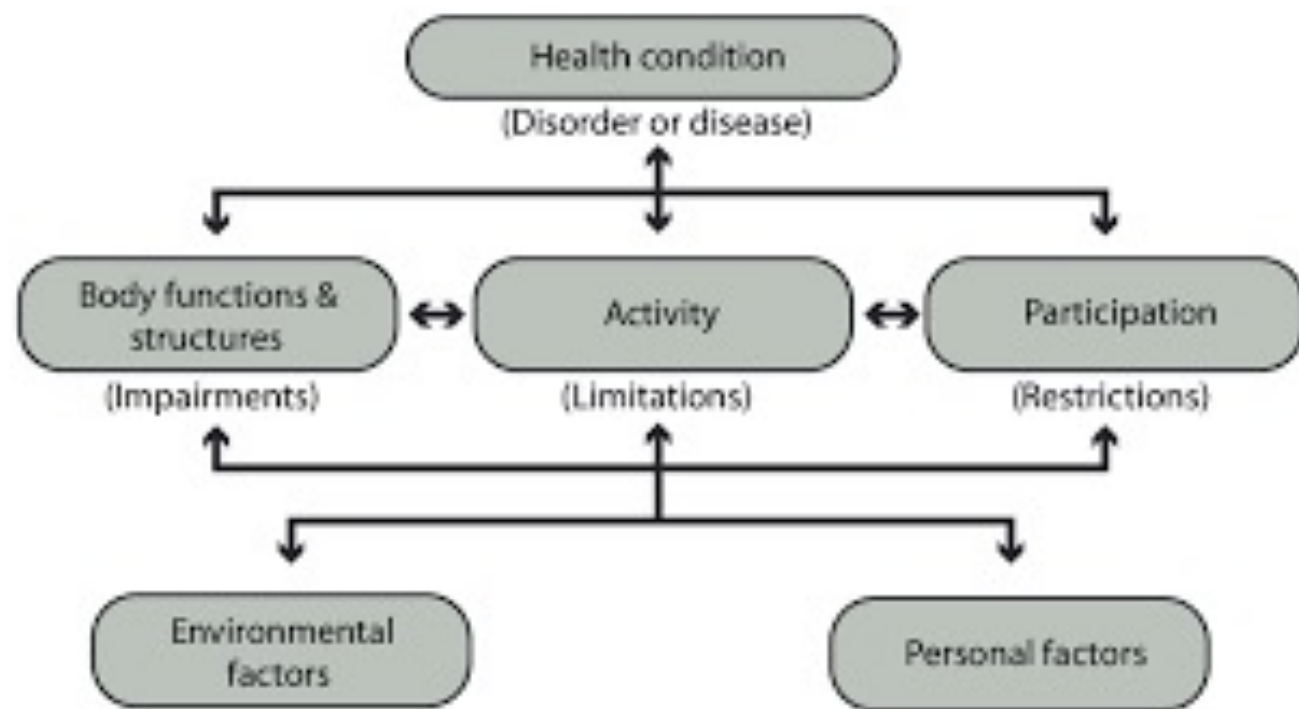 Health condition
(Disorder or disease)
Body functions &
structures
(Impairments)
Activity
(Limitations)
Participation
(Restrictions)
Environmental
factors
Personal factors